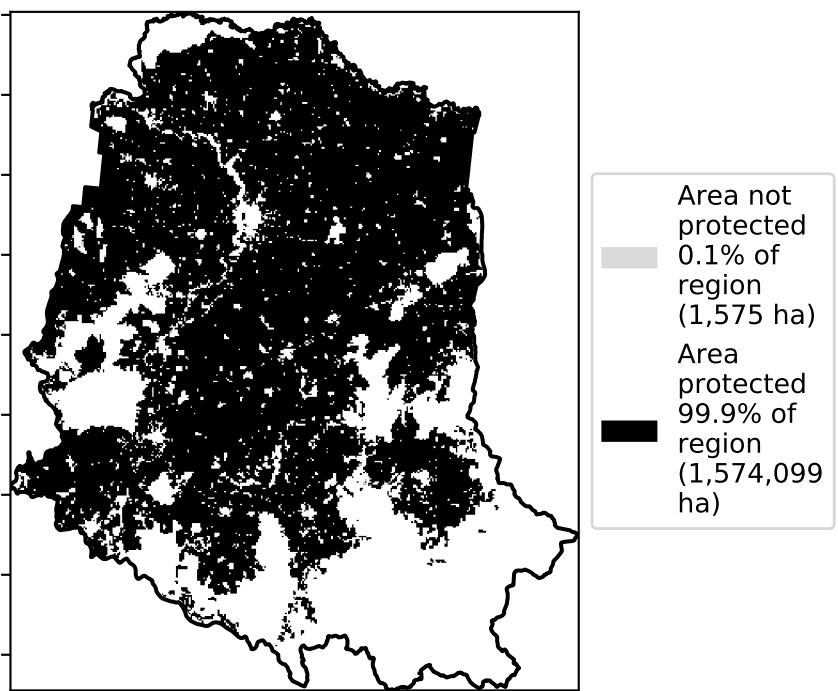 Area not
protected
0.1% of
region
(1,575 ha)
Area
protected
99.9% of
region
(1,574,099
ha)